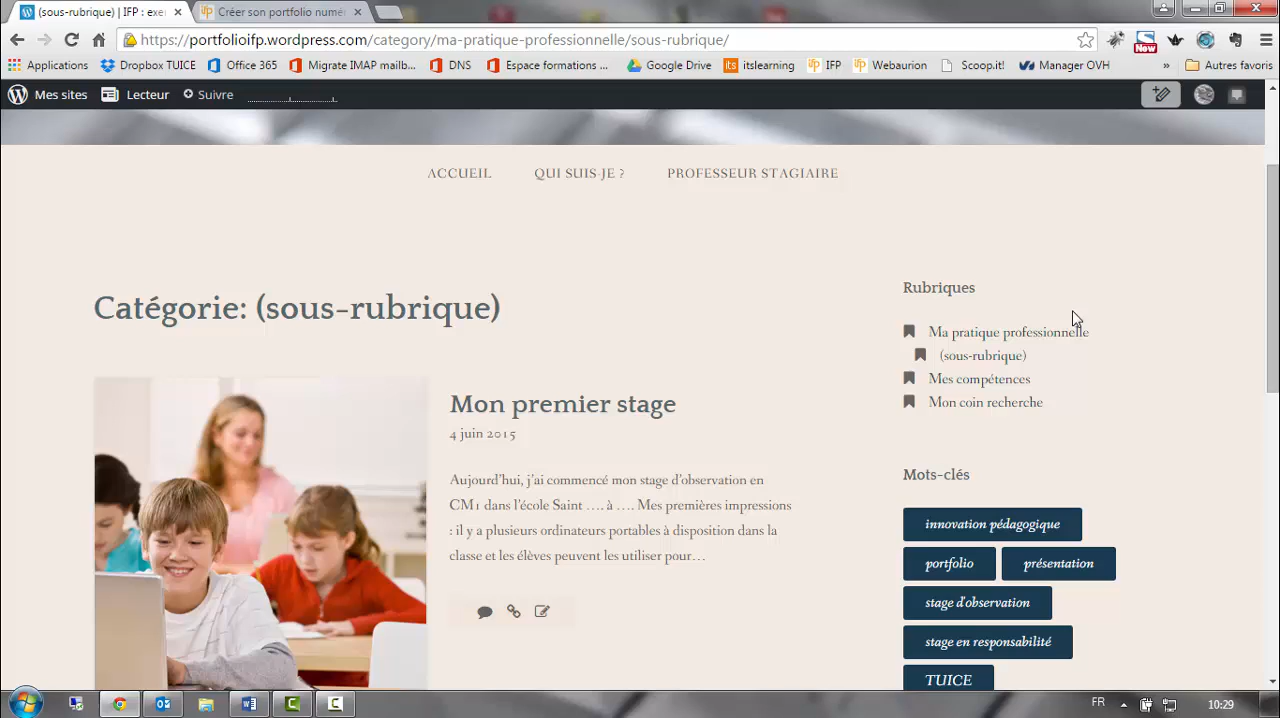 (sous-rubrique) | IFP : exe
Créer son portfolio numér
https://portfolioifp.wordpress.com/category/ma-pratique-professionnelle/sous-rubrique/
New
Applications Dropbox TUICE Office 365 Migrate IMAP mailb... DNS Espace formations ... Google Drive itslearning IFP Webaurion Scoop.it! Manager OVH » Autres favoris
Mes sites Lecteur Suivre
ACCUEIL QUI SUIS-JE ? PROFESSEUR STAGIAIRE
Catégorie: (sous-rubrique)
Mon premier stage
4 juin 2015
Aujourd’hui, j’ai commencé mon stage d’observation en
CM1 dans l’école Saint …. à …. Mes premières impressions
: il y a plusieurs ordinateurs portables à disposition dans la
classe et les élèves peuvent les utiliser pour…
Rubriques
Ma pratique professionnelle
(sous-rubrique)
Mes compétences
Mon coin recherche
Mots-clés
innovation pédagogique
portfolio présentation
stage d'observation
stage en responsabilité
TUICE
FR 10:29